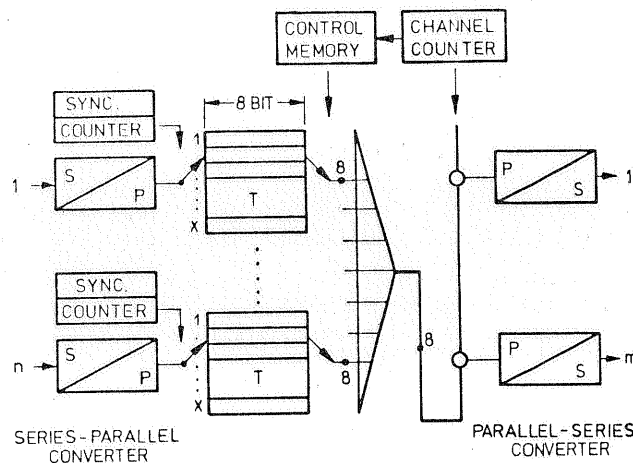 CONTROL
MEMORY
CHANNEL
COUNTER
SYNC.
COUNTER
8 BIT
1
S
P
1
T
X
8
P
S
1
SYNC.
COUNTER
n
S
P
1
T
X
8
8
P
S
m
SERIES-PARALLEL
CONVERTER
PARALLEL-SERIES
CONVERTER